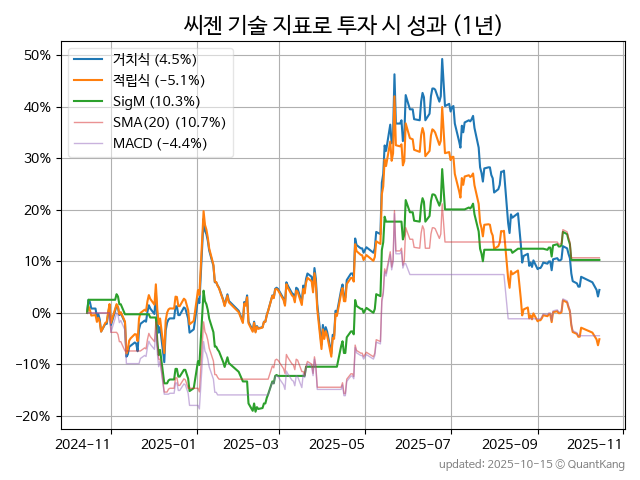 씨젠 기술 지표로 투자 시 성과 (1년)
50%
40%
30%
20%
10%
0%
−10%
−20%
거치식 (4.5%)
적립식 (−5.1%)
SigM (10.3%)
SMA(20) (10.7%)
MACD (−4.4%)
2024-11
2025-01
2025-03
2025-05
2025-07
2025-09
2025-11
updated: 2025-10-15 © QuantKang